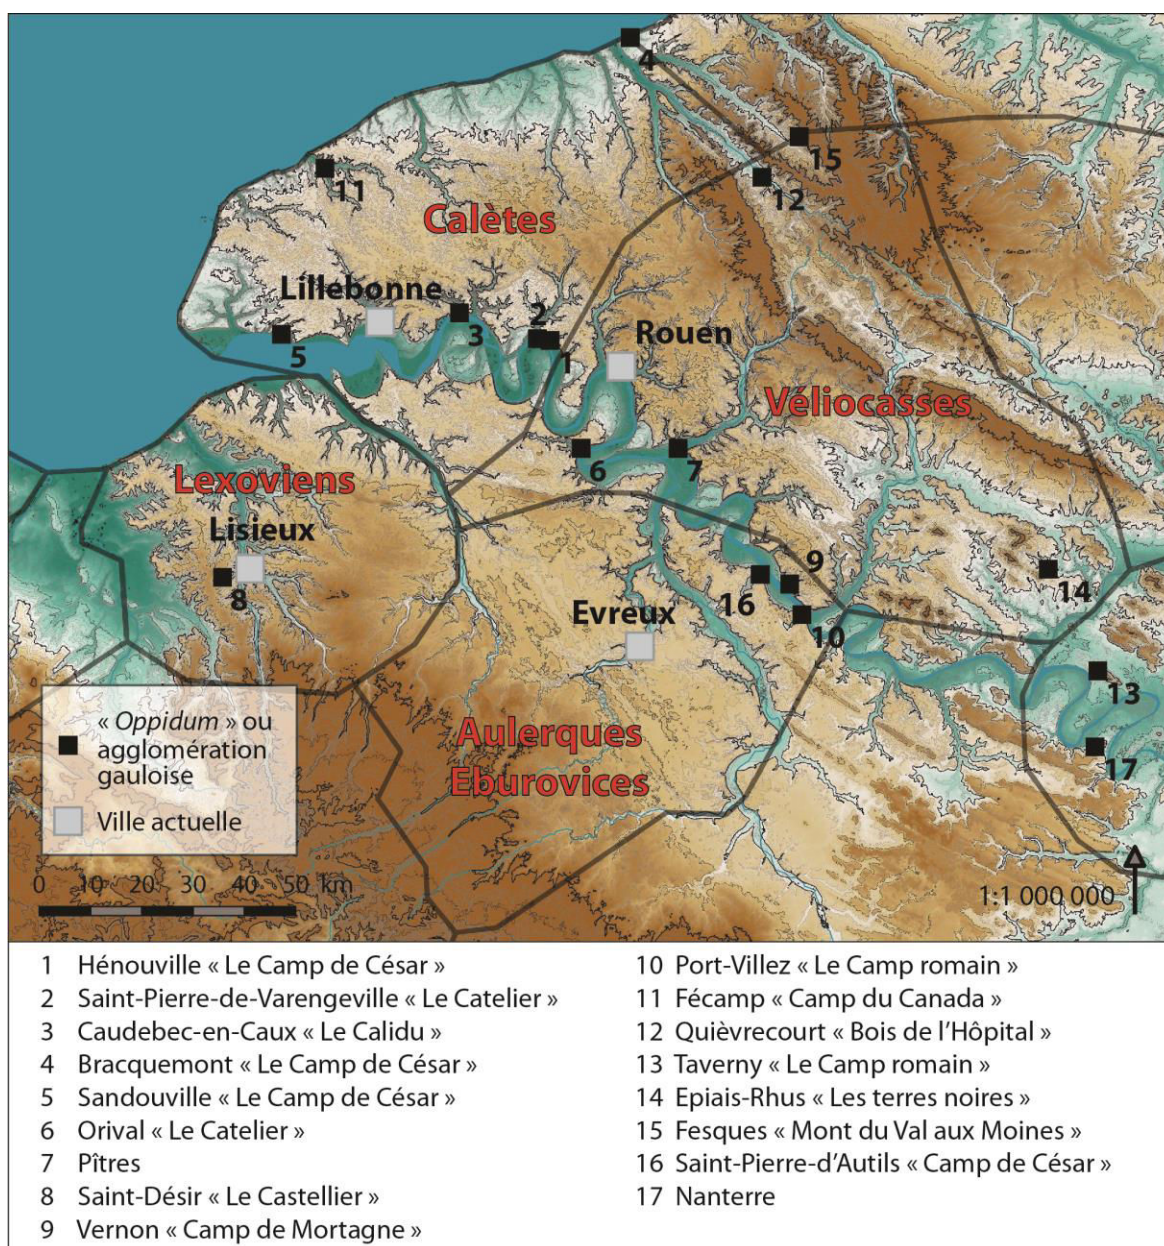 4
15
11
12
Calètes
Lillebonne
3
2
1
5
Rouen
Véliocasses
6
7
Lexoviens
Lisieux
8
9
16
10
14
Evreux
13
17
Aulerques
Eburovices
« Oppidum » ou
agglomération
gauloise
Ville actuelle
0 10 20 30 40 50 km
1:1 000 000
1 Hénouville « Le Camp de César »
2 Saint-Pierre-de-Varengeville « Le Catelier »
3 Caudebec-en-Caux « Le Calidu »
4 Bracquemont « Le Camp de César »
5 Sandouville « Le Camp de César »
6 Orival « Le Catelier »
7 Pîtres
8 Saint-Désir « Le Castellier »
9 Vernon « Camp de Mortagne »
10 Port-Villez « Le Camp romain »
11 Fécamp « Camp du Canada »
12 Quièvrecourt « Bois de l’Hôpital »
13 Taverny « Le Camp romain »
14 Epiais-Rhus « Les terres noires »
15 Fesques « Mont du Val aux Moines »
16 Saint-Pierre-d’Autils « Camp de César »
17 Nanterre